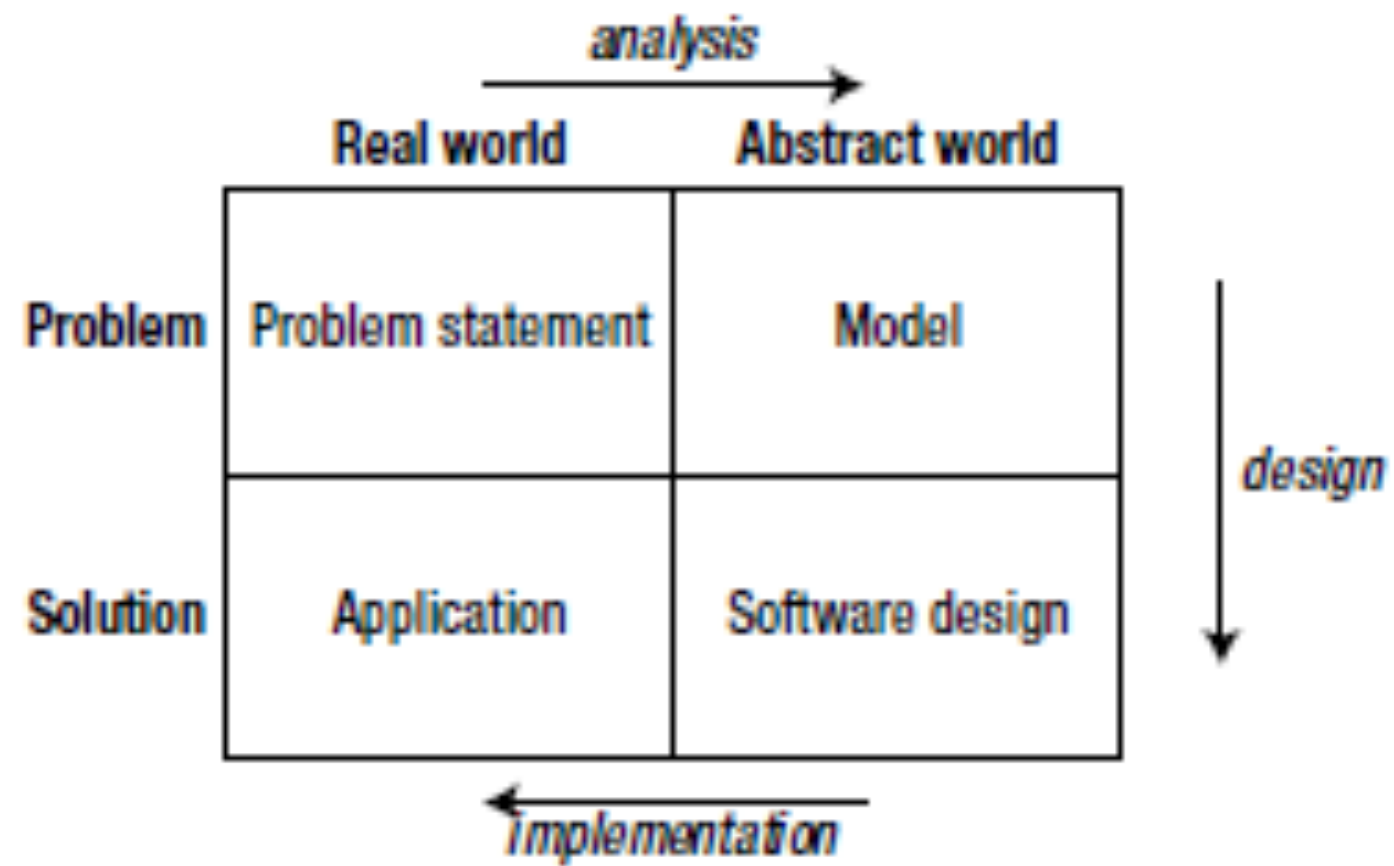 analysis
Real world Abstract world
Problem Problem statement Model
design
Solution Application Software design
implementation